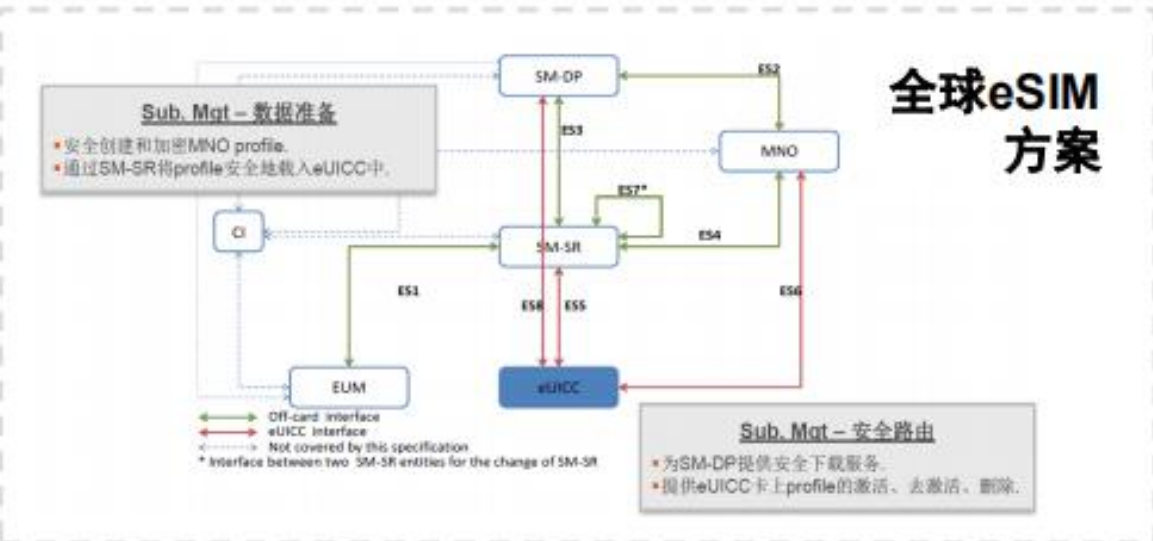 全球eSIM
方案
SM-DP
ES2
Sub. Mgt – 数据准备
▪安全创建和加密MNO profile.
▪通过SM-SR将profile安全地载入eUICC中.
ES3
MNO
ES7*
CI
SM-SR
ES4
ES1
ES8
ES5
ES6
EUM
eUICC
Off-card interface
eUICC interface
Not covered by this specification
* Interface between two SM-SR entities for the change of SM-SR
Sub. Mgt – 安全路由
▪为SM-DP提供安全下载服务.
▪提供eUICC卡上profile的激活、去激活、删除.